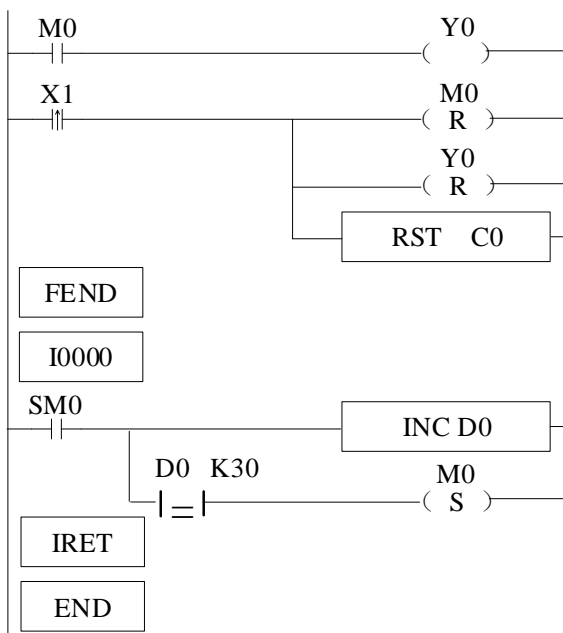 M0 Y0
X1 M0
R
Y0
R
RST C0
FEND
I0000
SM0
INC D0
D0 K30 M0
=
S
IRET
END